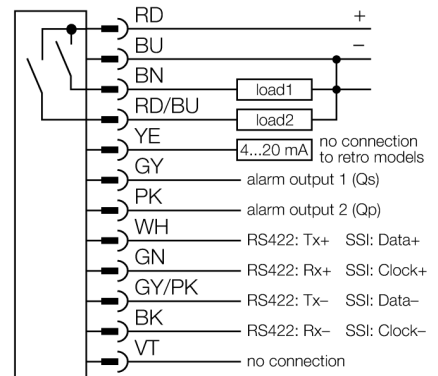 RD +
BU −
BN load1
RD/BU load2
YE 4...20 mA no connection
to retro models
GY alarm output 1 (Qs)
PK alarm output 2 (Qp)
WH RS422: Tx+ SSI: Data+
GN RS422: Rx+ SSI: Clock+
GY/PK RS422: Tx− SSI: Data−
BK RS422: Rx− SSI: Clock−
VT no connection